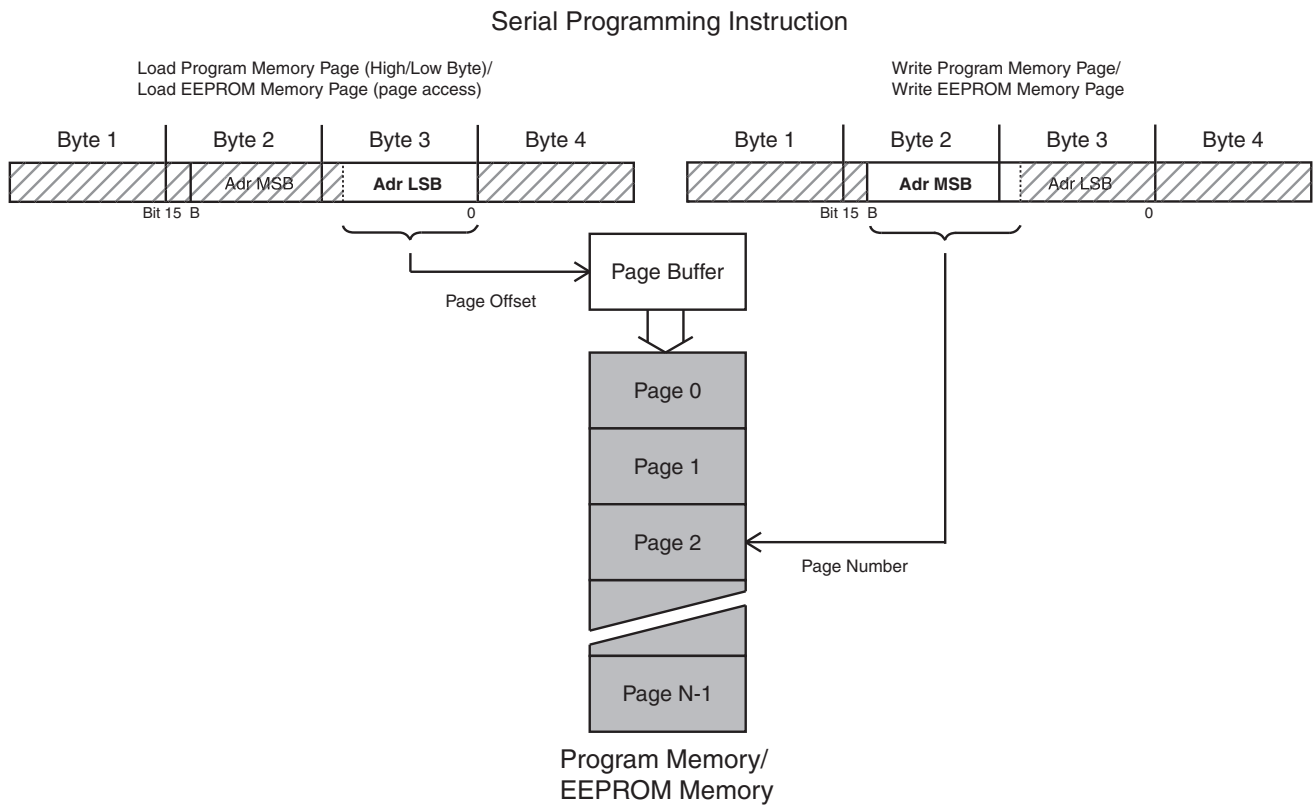 Serial Programming Instruction
Load Program Memory Page (High/Low Byte)/
Load EEPROM Memory Page (page access)
Write Program Memory Page/
Write EEPROM Memory Page
Byte 1 Byte 2 Byte 3 Byte 4
Byte 1 Byte 2 Byte 3 Byte 4
Adr MSB Adr LSB
Adr MSB Adr LSB
Bit 15 B 0
Bit 15 B 0
Page Buffer
Page Offset
Page 0
Page 1
Page 2
Page Number
Page N-1
Program Memory/
EEPROM Memory